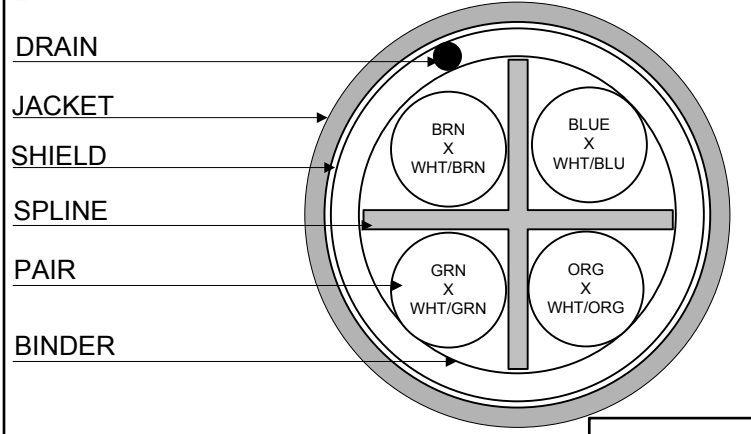 DRAIN
JACKET
SHIELD
SPLINE
PAIR
BINDER
BRN
X
WHT/BRN
BLUE
X
WHT/BLU
GRN
X
WHT/GRN
ORG
X
WHT/ORG